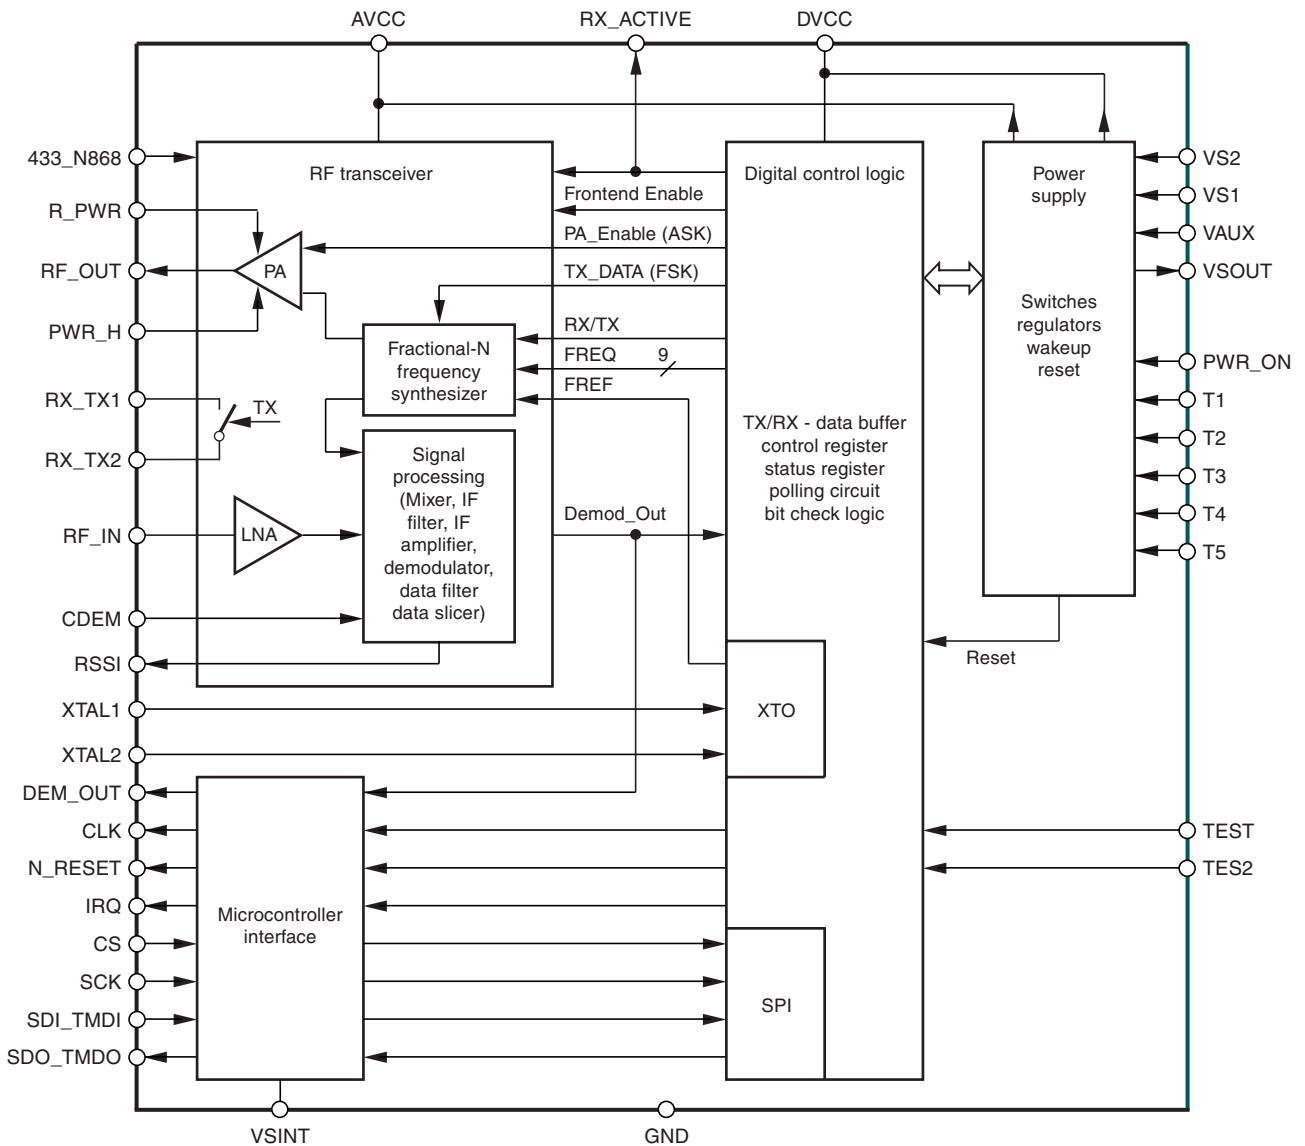 AVCC
RX_ACTIVE
DVCC
433_N868
R_PWR
RF_OUT
PWR_H
RX_TX1
RX_TX2
RF_IN
CDEM
RSSI
XTAL1
XTAL2
DEM_OUT
CLK
N_RESET
IRQ
CS
SCK
SDI_TMDI
SDO_TMDO
RF transceiver
PA
TX
LNA
Fractional-N
frequency
synthesizer
Signal
processing
(Mixer, IF
filter, IF
amplifier,
demodulator,
data filter
data slicer)
Microcontroller
interface
Frontend Enable
PA_Enable (ASK)
TX_DATA (FSK)
RX/TX
FREQ
9
FREF
Demod_Out
Digital control logic
TX/RX - data buffer
control register
status register
polling circuit
bit check logic
XTO
SPI
Power
supply
Switches
regulators
wakeup
reset
Reset
VS2
VS1
VAUX
VSOUT
PWR_ON
T1
T2
T3
T4
T5
TEST
TES2
VSINT
GND